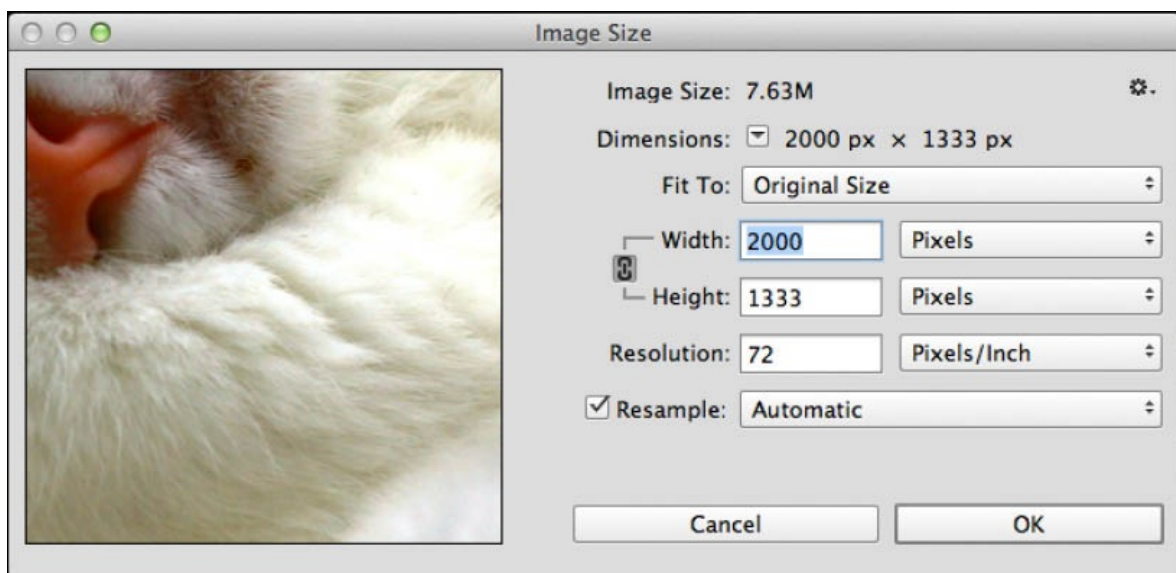 Image Size
Image Size: 7.63M
Dimensions: 2000 px × 1333 px
Fit To: Original Size
Width: 2000 Pixels
Height: 1333 Pixels
Resolution: 72 Pixels/Inch
Resample: Automatic
Cancel OK